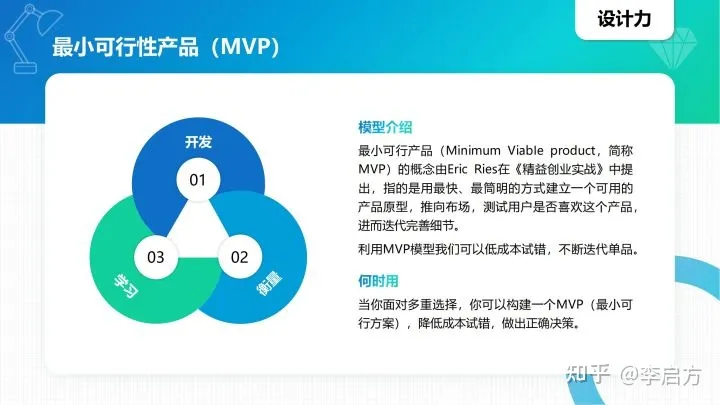 设计力
最小可行性产品（MVP）
开发
01
03
02
学习
衡量
模型介绍
最小可行产品（Minimum Viable product，简称
MVP）的概念由Eric Ries在《精益创业实战》中提
出，指的是用最快、最简明的方式建立一个可用的
产品原型，推向布场，测试用户是否喜欢这个产品，
进而迭代完善细节。
利用MVP模型我们可以低成本试错，不断迭代单品。
何时用
当你面对多重选择，你可以构建一个MVP（最小可
行方案），降低成本试错，做出正确决策。
知乎 @李启方